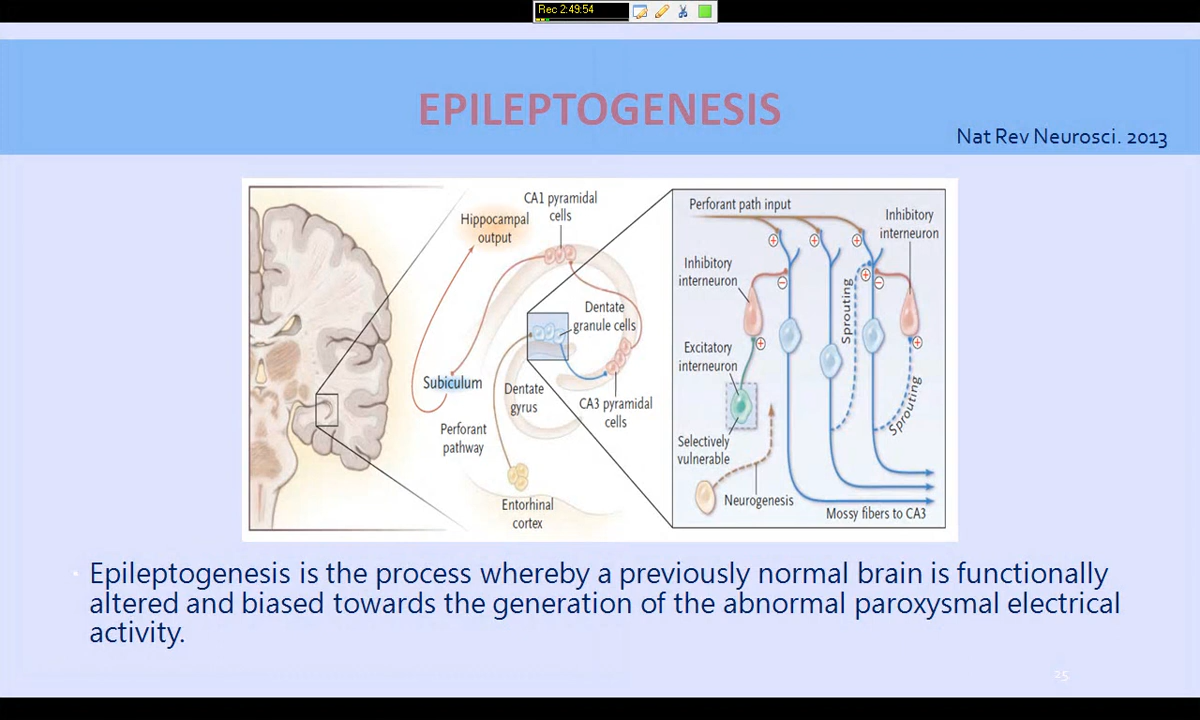 Rec 2:49:54
EPILEPTOGENESIS
Nat Rev Neurosci. 2013
CA1 pyramidal
cells
Hippocampal
output
Dentate
granule cells
Subiculum
Dentate
gyrus
CA3 pyramidal
cells
Perforant
pathway
Entorhinal
cortex
Perforant path input
Inhibitory
interneuron
Inhibitory
interneuron
Sprouting
Excitatory
interneuron
Sprouting
Selectively
vulnerable
Neurogenesis
Mossy fibers to CA3
Epileptogenesis is the process whereby a previously normal brain is functionally
altered and biased towards the generation of the abnormal paroxysmal electrical
activity.
25